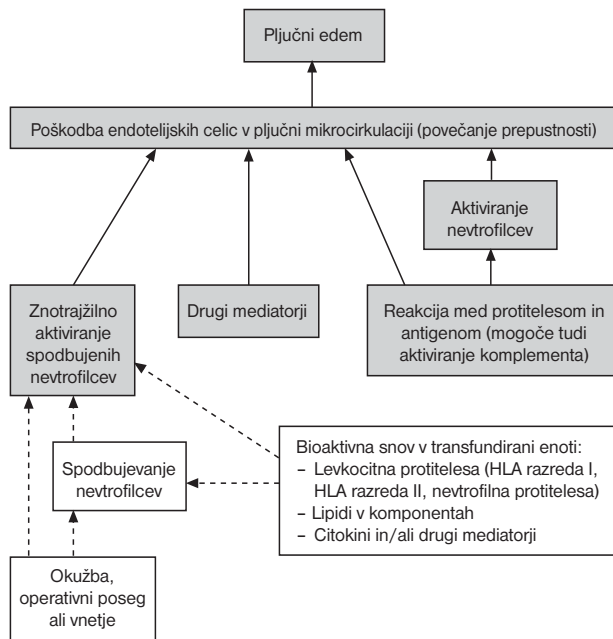 Pljučni edem
Poškodba endotelijskih celic v pljučni mikrocirkulaciji (povečanje prepustnosti)
Aktiviranje
nevtrofilcev
Znotrajžilno
aktiviranje
spodbujenih
nevtrofilcev
Drugi mediatorji
Reakcija med protitelesom in
antigenom (mogoče tudi
aktiviranje komplementa)
Spodbujevanje
nevtrofilcev
Bioaktivna snov v transfundirani enoti:
– Levkocitna protitelesa (HLA razreda I,
HLA razreda II, nevtrofilna protitelesa)
– Lipidi v komponentah
– Citokini in/ali drugi mediatorji
Okužba,
operativni poseg
ali vnetje